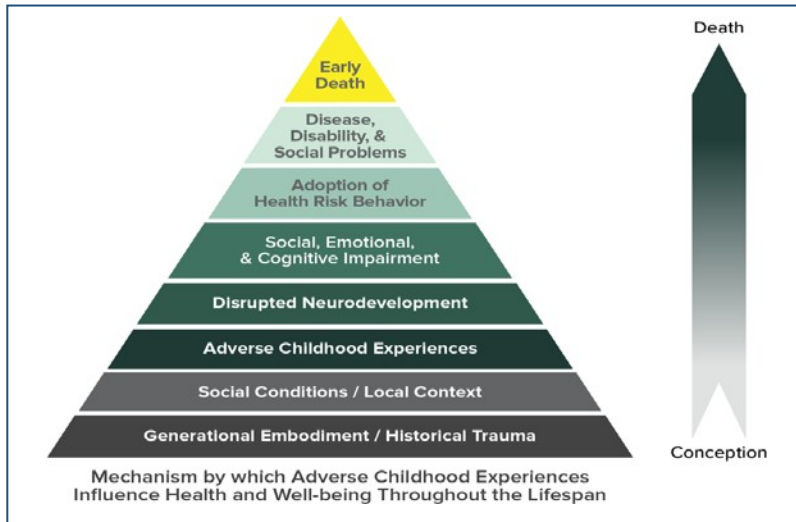 Death
Early
Death
Disease,
Disability, &
Social Problems
Adoption of
Health Risk Behavior
Social, Emotional,
& Cognitive Impairment
Disrupted Neurodevelopment
Adverse Childhood Experiences
Social Conditions / Local Context
Generational Embodiment / Historical Trauma
Conception
Mechanism by which Adverse Childhood Experiences
Influence Health and Well-being Throughout the Lifespan